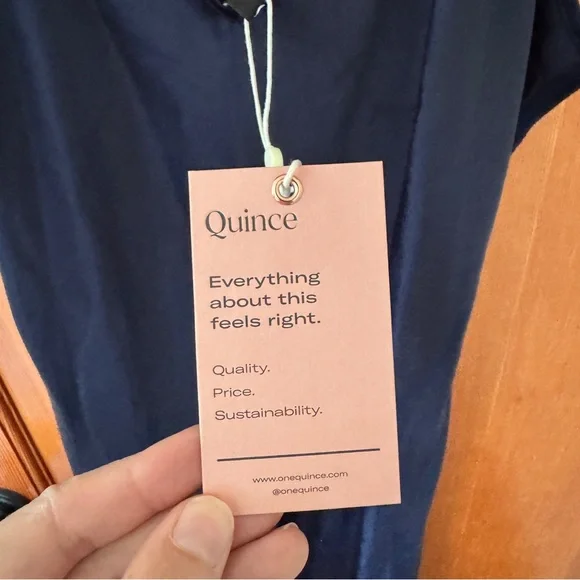 Quince
Everything
about this
feels right.
Quality.
Price.
Sustainability.
www.onequince.com
@onequince